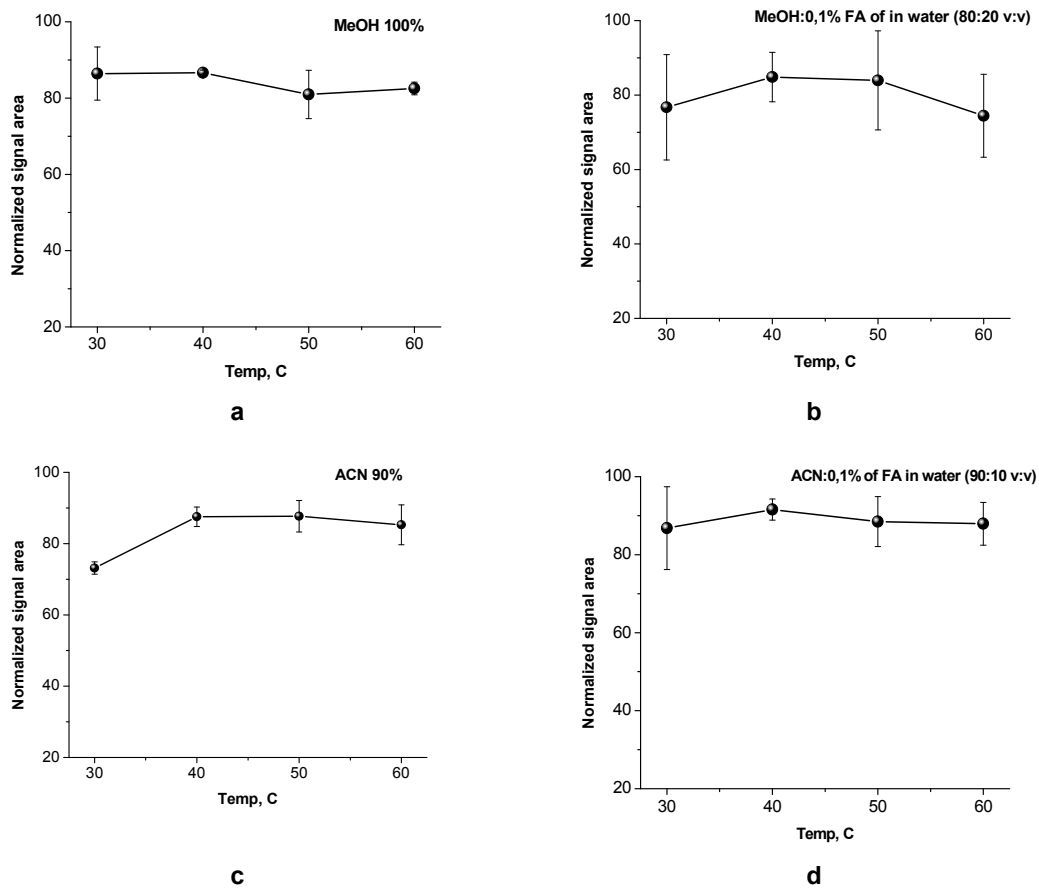 MeOH 100%
100
80
60
40
20
Normalized signal area
30 40 50 60
Temp, C
a
MeOH:0,1% FA of in water (80:20 v:v)
100
80
60
40
20
Normalized signal area
30 40 50 60
Temp, C
b
ACN 90%
100
80
60
40
20
Normalized signal area
30 40 50 60
Temp, C
c
ACN:0,1% of FA in water (90:10 v:v)
100
80
60
40
20
Normalized signal area
30 40 50 60
Temp, C
d